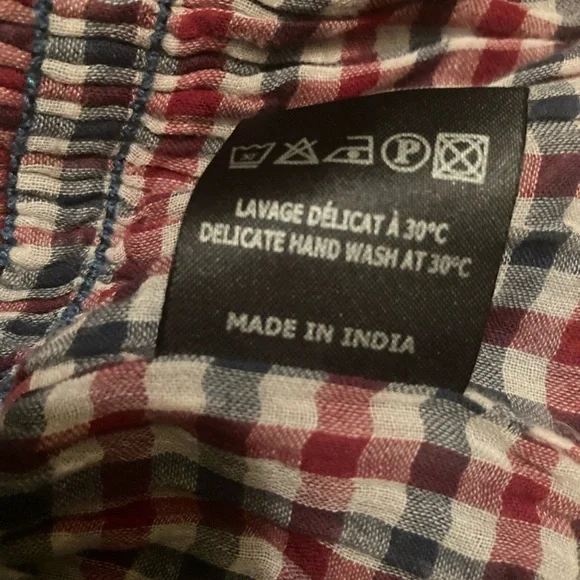 P
LAVAGE DÉLICAT À 30°C
DELICATE HAND WASH AT 30°C
MADE IN INDIA